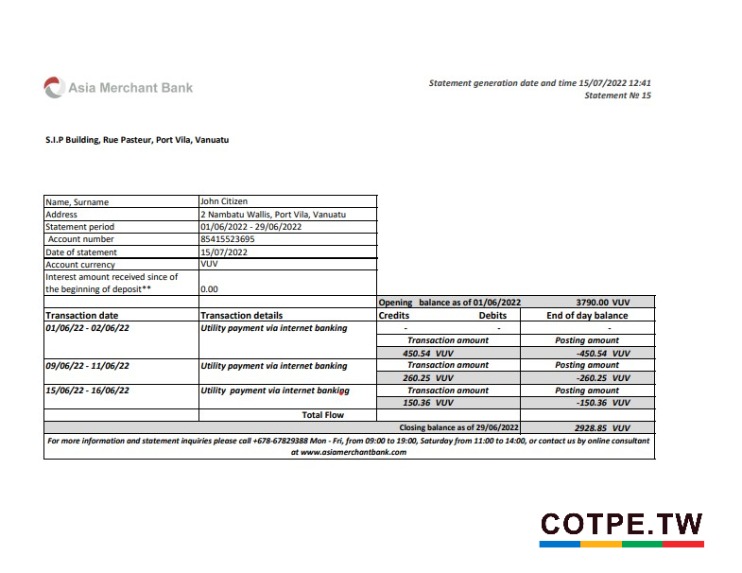 Asia Merchant Bank
Statement generation date and time 15/07/2022 12:41
Statement № 15
S.I.P Building, Rue Pasteur, Port Vila, Vanuatu
Name, Surname John Citizen
Address 2 Nambatu Wallis, Port Vila, Vanuatu
Statement period 01/06/2022 - 29/06/2022
Account number 85415523695
Date of statement 15/07/2022
Account currency VUV
Interest amount received since of
the beginning of deposit** 0.00
Opening balance as of 01/06/2022 3790.00 VUV
Transaction date Transaction details Credits Debits End of day balance
01/06/22 - 02/06/22 Utility payment via internet banking - - -
Transaction amount Posting amount
450.54 VUV -450.54 VUV
09/06/22 - 11/06/22 Utility payment via internet banking Transaction amount Posting amount
260.25 VUV -260.25 VUV
15/06/22 - 16/06/22 Utility payment via internet banking Transaction amount Posting amount
150.36 VUV -150.36 VUV
Total Flow
Closing balance as of 29/06/2022 2928.85 VUV
For more information and statement inquiries please call +678-67829388 Mon - Fri, from 09:00 to 19:00, Saturday from 11:00 to 14:00, or contact us by online consultant
at www.asiamerchantbank.com
COTPE.TW